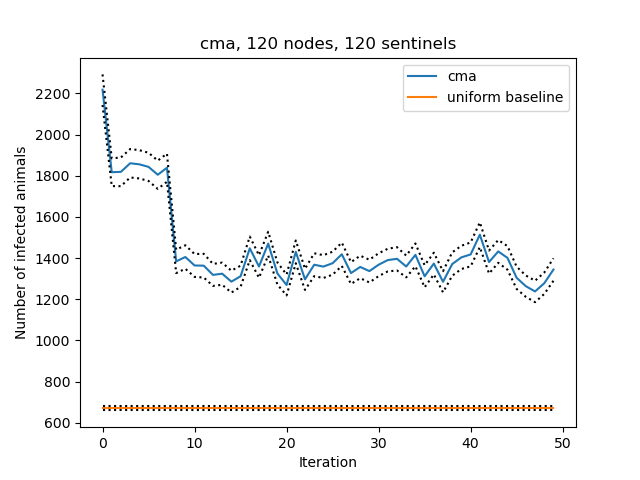 cma, 120 nodes, 120 sentinels
cma
uniform baseline
Number of infected animals
2200
2000
1800
1600
1400
1200
1000
800
600
0 10 20 30 40 50
Iteration